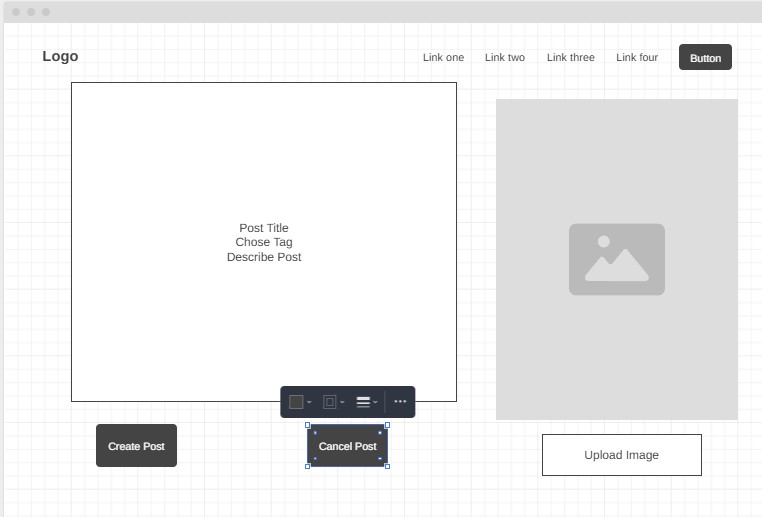 Logo
Link one
Link two
Link three
Link four
Button
Post Title
Chose Tag
Describe Post
Create Post
Cancel Post
Upload Image